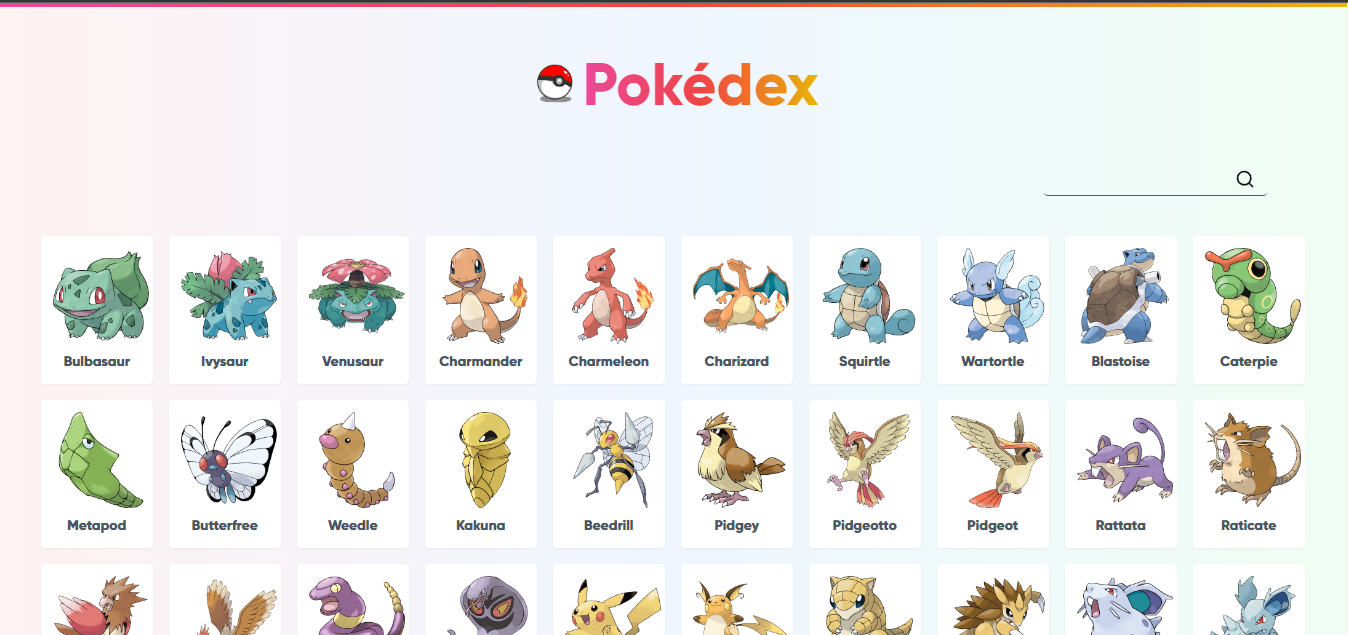 Pokédex
Bulbasaur Ivysaur Venusaur Charmander Charmeleon Charizard Squirtle Wartortle Blastoise Caterpie
Metapod Butterfree Weedle Kakuna Beedrill Pidgey Pidgeotto Pidgeot Rattata Raticate